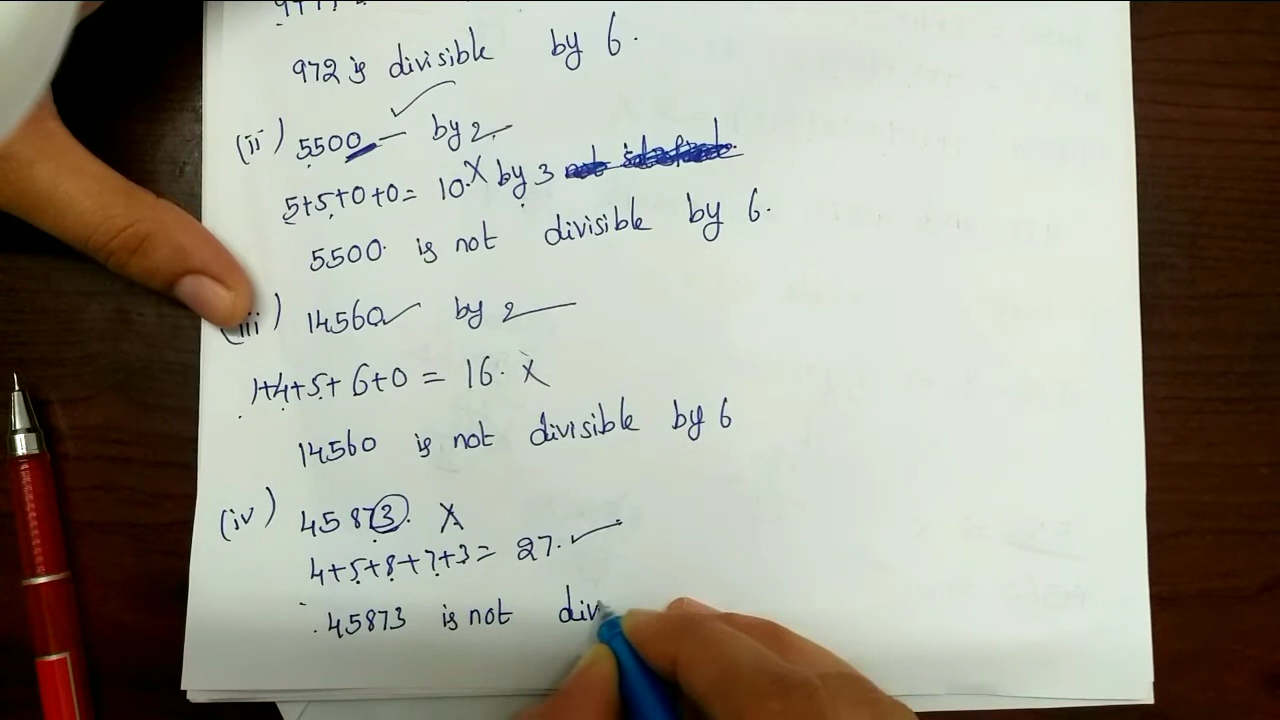 972 is divisible by 6.
(ii) 5500 — by 2
5+5+0+0= 10. X by 3
5500 is not divisible by 6.
(iii) 14560 ✓ by 2
1+4+5+6+0 = 16. X
14560 is not divisible by 6
(iv) 45873. X
4+5+8+7+3= 27. ✓
45873 is not div